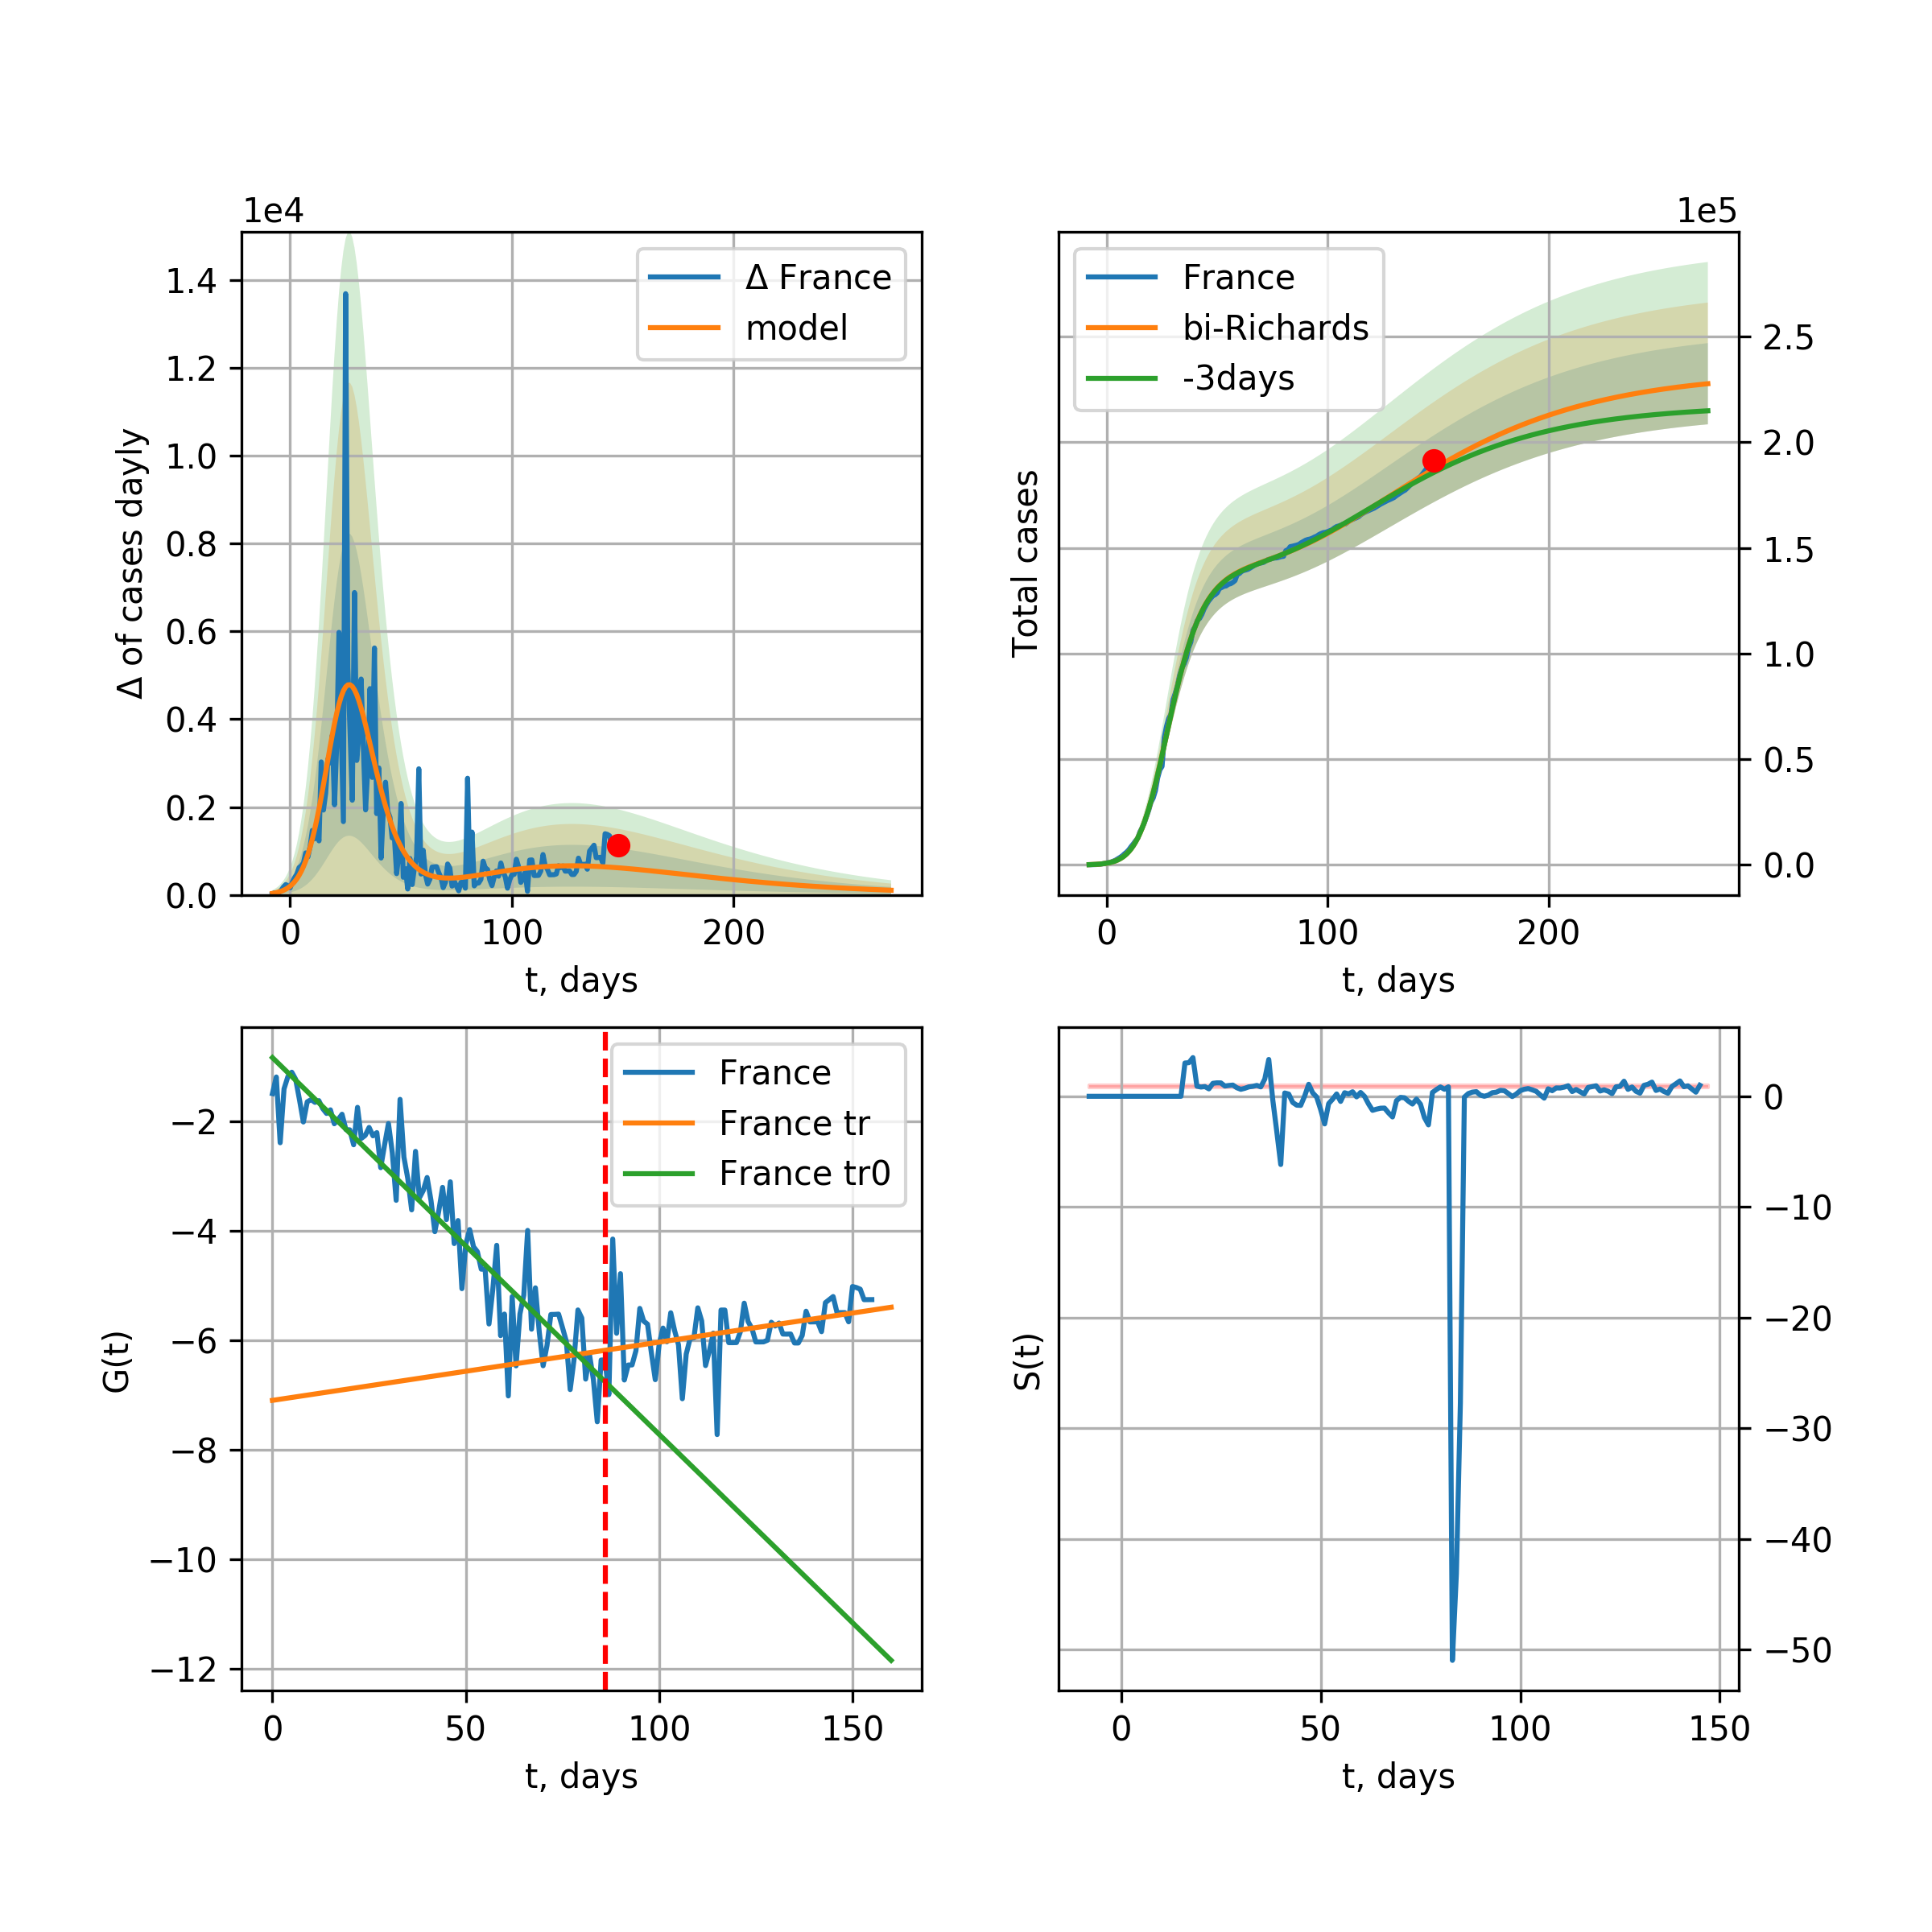 1e4
Δ France
model
1.4
1.2
1.0
0.8
0.6
0.4
0.2
0.0
Δ of cases dayly
0
100
200
t, days
1e5
France
bi-Richards
-3days
2.5
2.0
1.5
1.0
0.5
0.0
Total cases
0
100
200
t, days
France
France tr
France tr0
−2
−4
−6
−8
−10
−12
G(t)
0
50
100
150
t, days
0
−10
−20
−30
−40
−50
S(t)
0
50
100
150
t, days